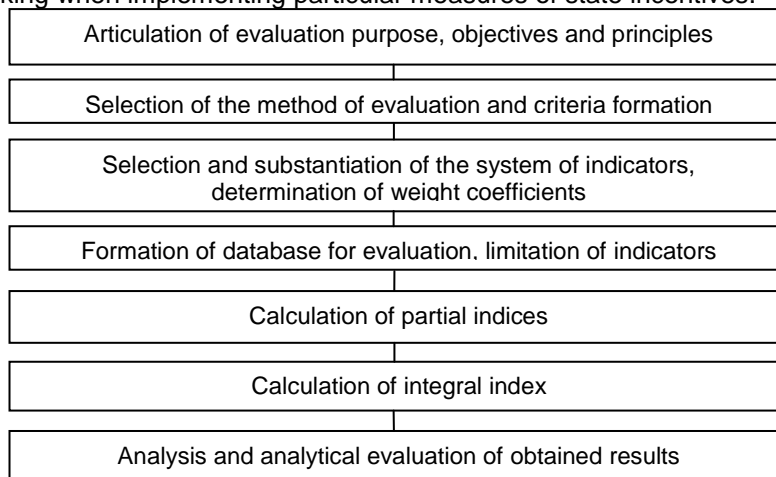 when implementing particular measures of state incentives.
Articulation of evaluation purpose, objectives and principles
Selection of the method of evaluation and criteria formation
Selection and substantiation of the system of indicators,
determination of weight coefficients
Formation of database for evaluation, limitation of indicators
Calculation of partial indices
Calculation of integral index
Analysis and analytical evaluation of obtained results